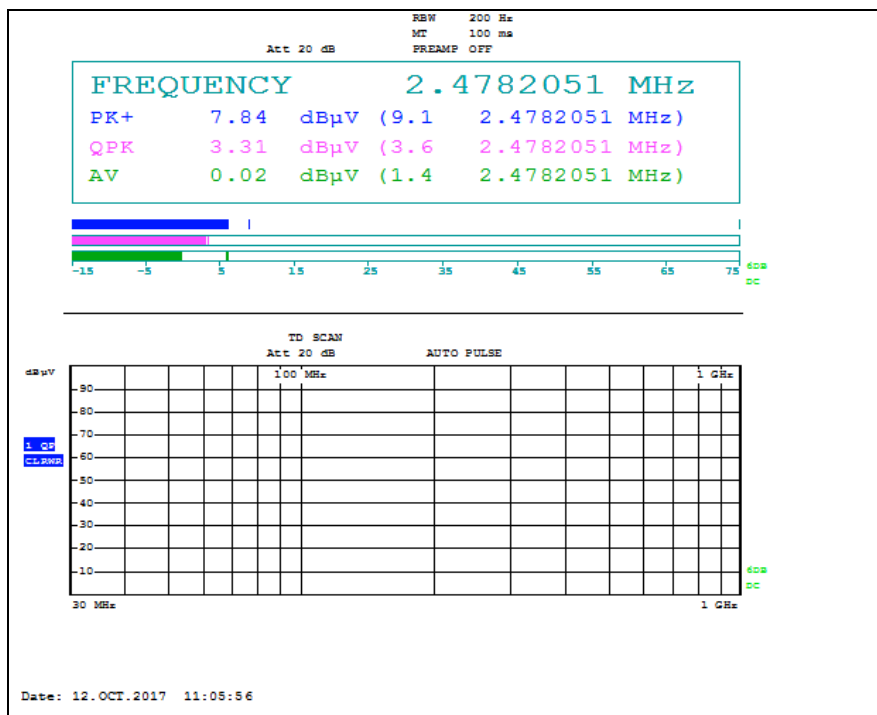 RBW 200 Hz
MT 100 ms
Att 20 dB PREAMP OFF
FREQUENCY 2.4782051 MHz
PK+ 7.84 dBµV (9.1 2.4782051 MHz)
QPK 3.31 dBµV (3.6 2.4782051 MHz)
AV 0.02 dBµV (1.4 2.4782051 MHz)
-15 -5 5 15 25 35 45 55 65 75
6DB
DC
TD SCAN
Att 20 dB AUTO PULSE
dBµV
100 MHz 1 GHz
90
80
70
1 QP
60
CLRWR
50
40
30
20
10
6DB
DC
30 MHz 1 GHz
Date: 12.OCT.2017 11:05:56